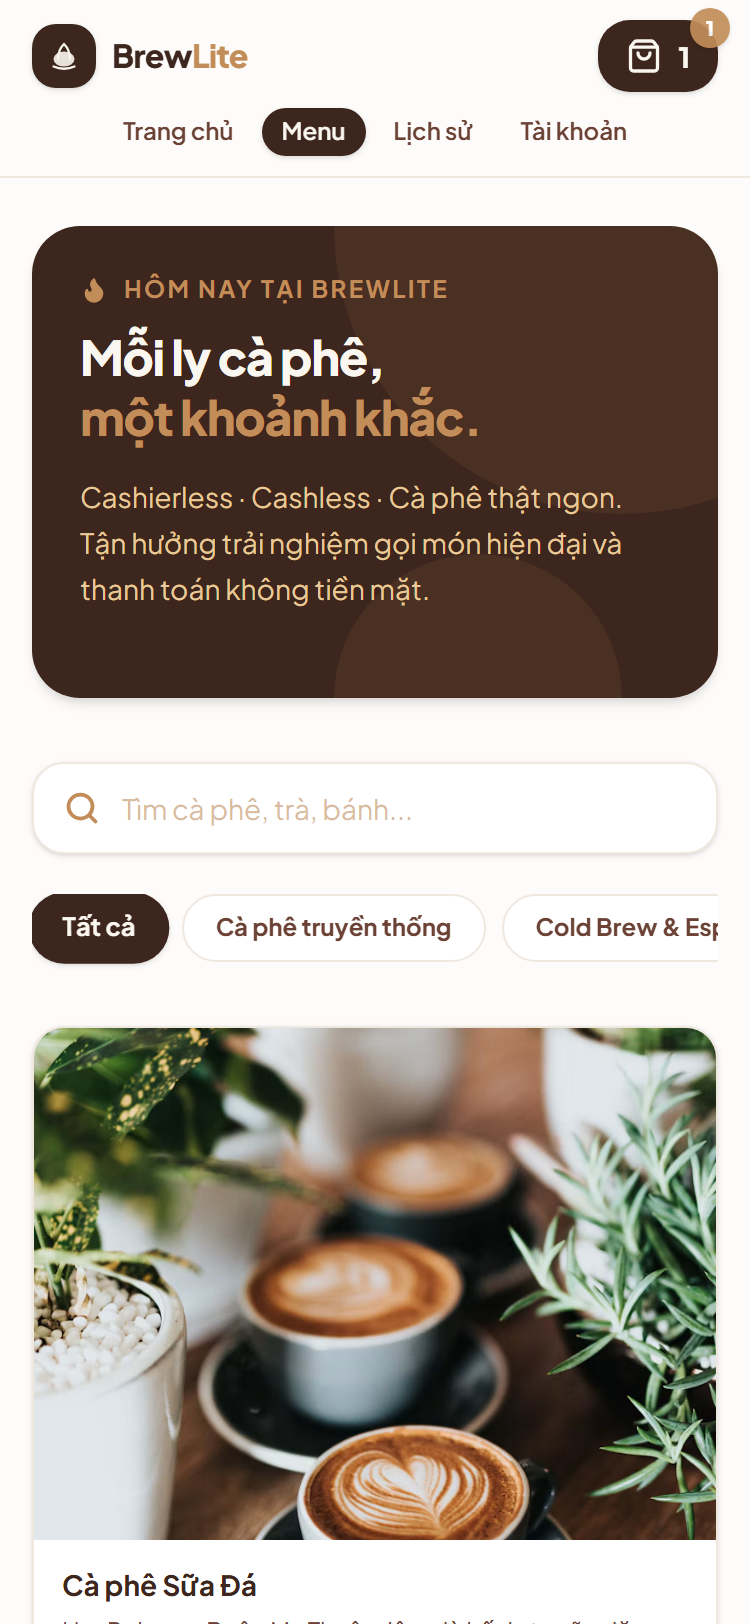 BrewLite
1
1
Trang chủ
Menu
Lịch sử
Tài khoản
HÔM NAY TẠI BREWLITE
Mỗi ly cà phê,
một khoảnh khắc.
Cashierless · Cashless · Cà phê thật ngon.
Tận hưởng trải nghiệm gọi món hiện đại và
thanh toán không tiền mặt.
Tìm cà phê, trà, bánh...
Tất cả
Cà phê truyền thống
Cold Brew & Esp
Cà phê Sữa Đá